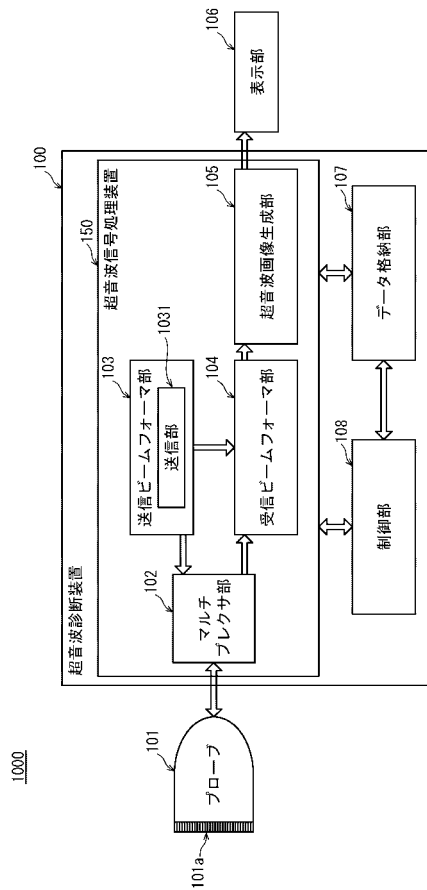 1000
超音波診断装置
100
150
超音波信号処理装置
101
プローブ
101a
102
マルチ
プレクサ部
103
送信ビームフォーマ部
1031
送信部
104
受信ビームフォーマ部
105
超音波画像生成部
106
表示部
108
制御部
107
データ格納部